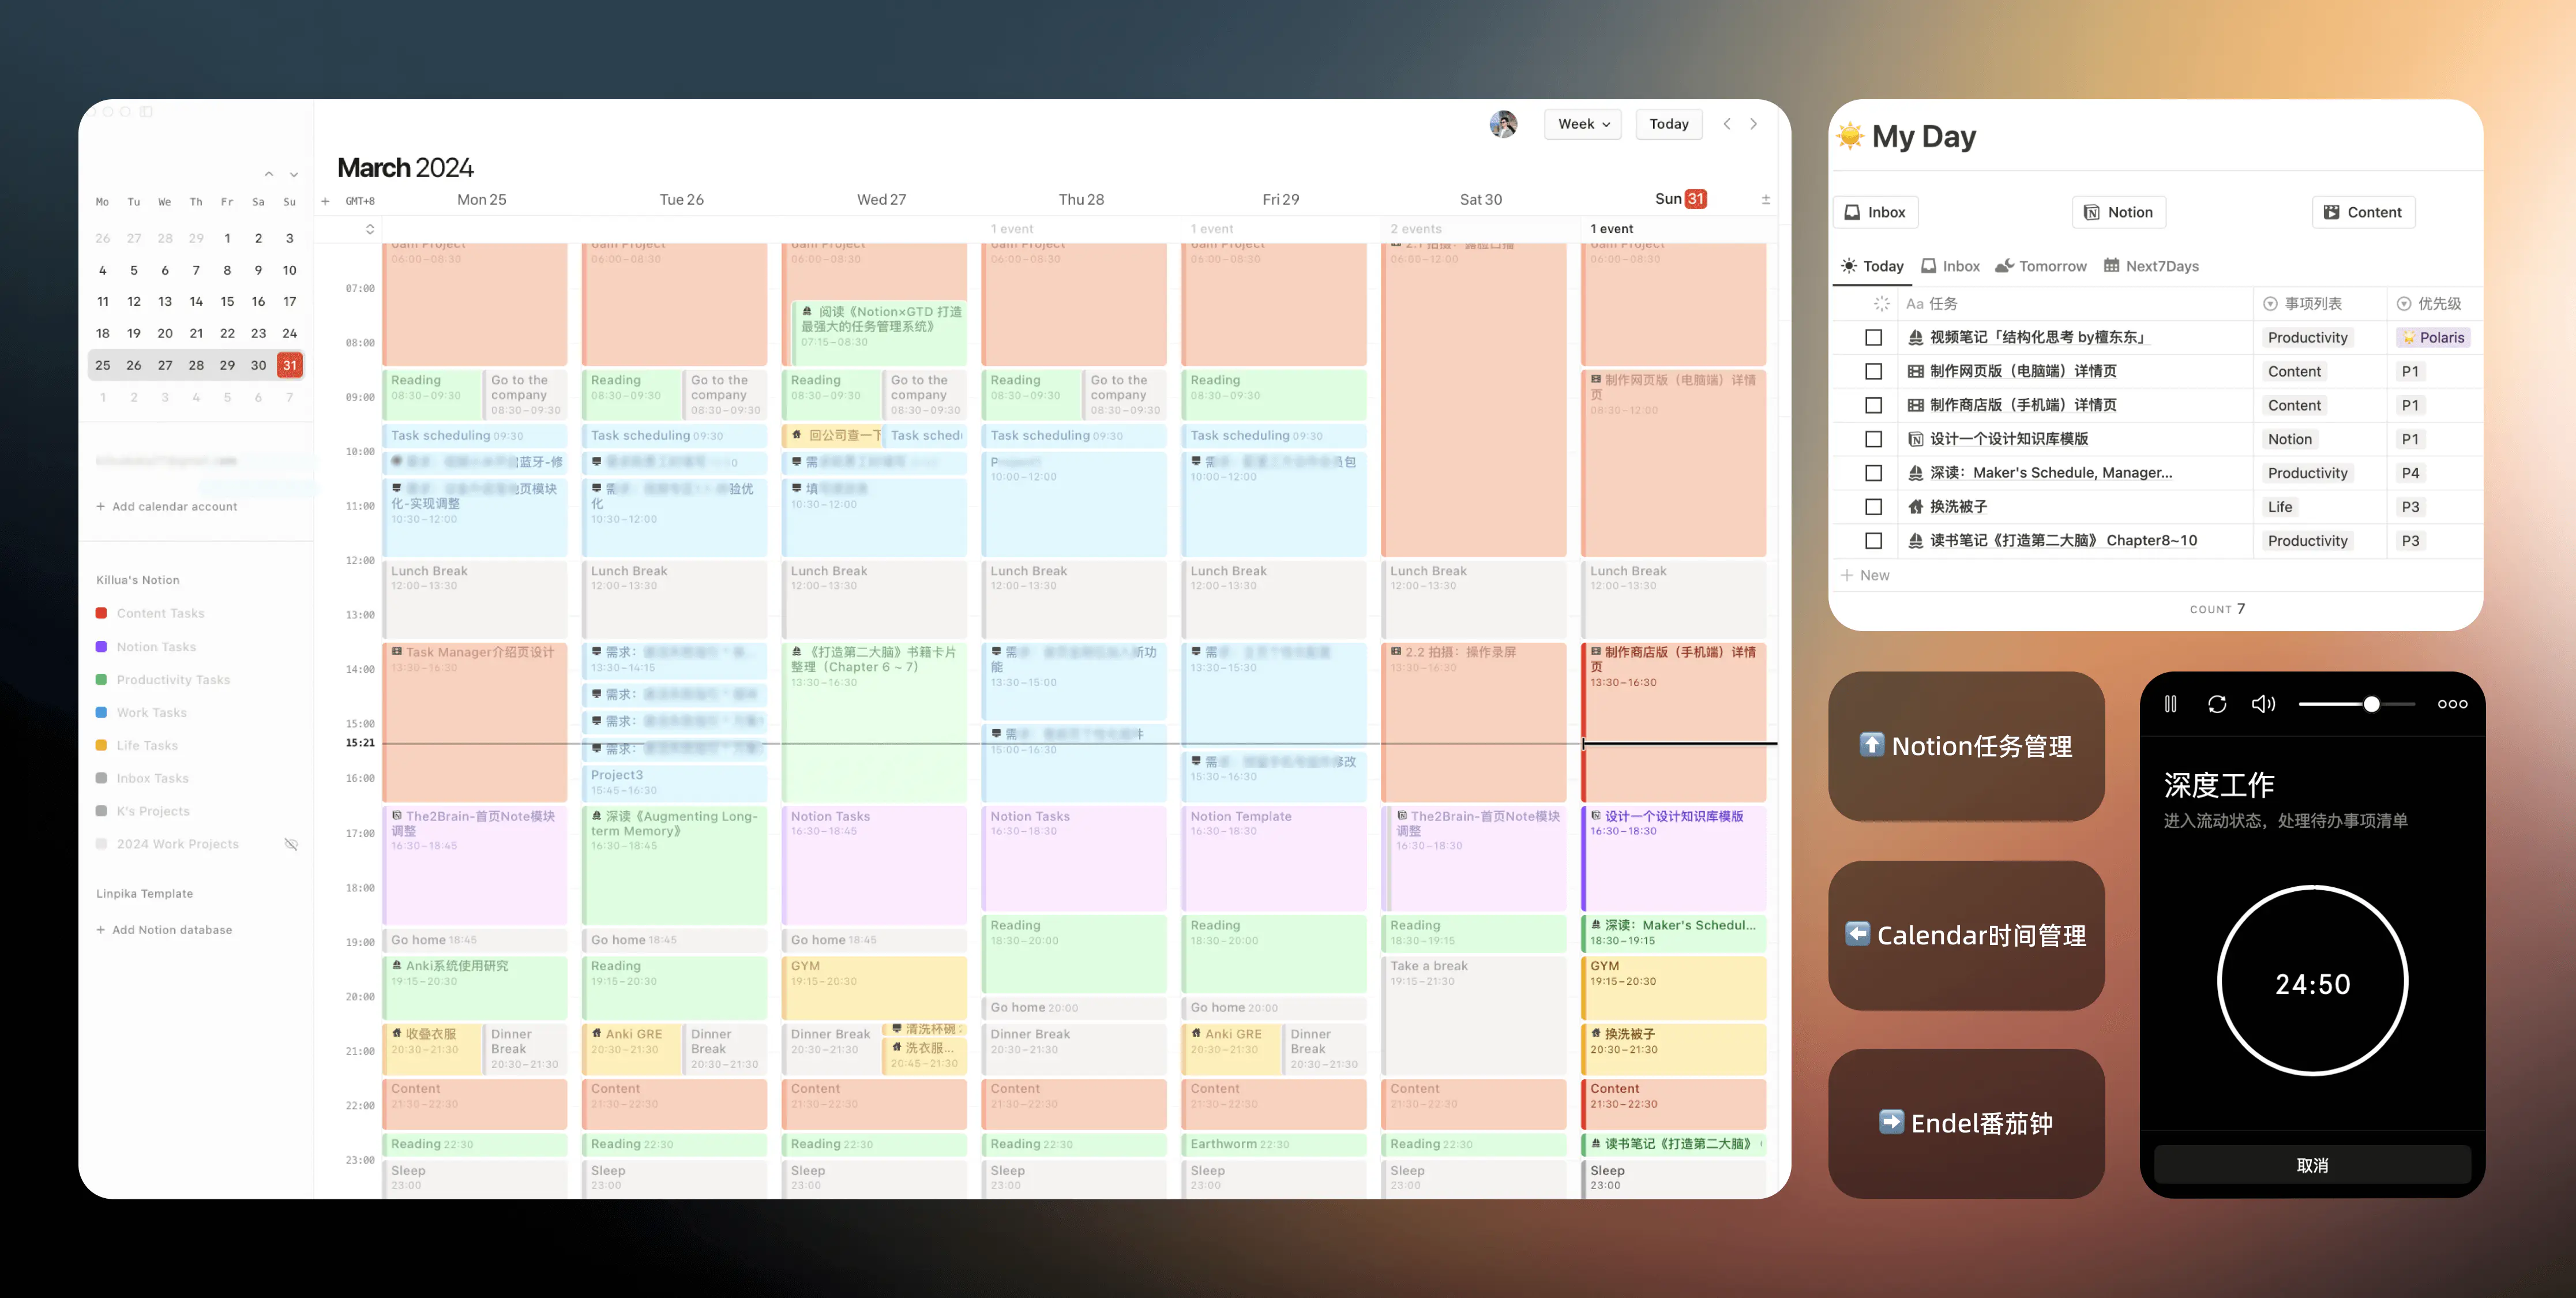 Week
Today
March 2024
Mo Tu We Th Fr Sa Su
26 27 28 29 1 2 3
4 5 6 7 8 9 10
11 12 13 14 15 16 17
18 19 20 21 22 23 24
25 26 27 28 29 30 31
1 2 3 4 5 6 7
+ Add calendar account
Killua's Notion
Content Tasks
Notion Tasks
Productivity Tasks
Work Tasks
Life Tasks
Inbox Tasks
K's Projects
2024 Work Projects
Linpika Template
+ Add Notion database
+ GMT+8
07:00
08:00
09:00
10:00
11:00
12:00
13:00
14:00
15:00
15:21
16:00
17:00
18:00
19:00
20:00
21:00
22:00
23:00
Mon 25
6am Project
06:00–08:30
Reading
08:30–09:30
Go to the
company
08:30–09:30
Task scheduling 09:30
蓝牙-修
页模块
化-实现调整
10:30–12:00
Lunch Break
12:00–13:30
Task Manager介绍页设计
13:30–16:30
The2Brain-首页Note模块
调整
16:30–18:45
Go home 18:45
Anki系统使用研究
19:15–20:30
收叠衣服
20:30–21:30
Dinner
Break
20:30–21:30
Content
21:30–22:30
Reading 22:30
Sleep
23:00
Tue 26
6am Project
06:00–08:30
Reading
08:30–09:30
Go to the
company
08:30–09:30
Task scheduling 09:30
需
验优
化
10:30–12:00
Lunch Break
12:00–13:30
需求：
13:30–14:15
需求：
需求：
需求：
Project3
15:45–16:30
深读《Augmenting Long-
term Memory》
16:30–18:45
Go home 18:45
Reading
19:15–20:30
Anki GRE
20:30–21:30
Dinner
Break
20:30–21:30
Content
21:30–22:30
Reading 22:30
Sleep
23:00
Wed 27
6am Project
06:00–08:30
阅读《Notion×GTD 打造
最强大的任务管理系统》
07:15–08:30
Reading
08:30–09:30
Go to the
company
08:30–09:30
回公司查一下
Task sched
需
填
10:30–12:00
Lunch Break
12:00–13:30
《打造第二大脑》书籍卡片
整理（Chapter 6 ~ 7）
13:30–16:30
Notion Tasks
16:30–18:45
Go home 18:45
GYM
19:15–20:30
Dinner Break
20:30–21:30
清洗杯碗
洗衣服...
20:45–21:30
Content
21:30–22:30
Reading 22:30
Sleep
23:00
Thu 28
1 event
6am Project
06:00–08:30
Reading
08:30–09:30
Go to the
company
08:30–09:30
Task scheduling 09:30
10:00–12:00
Lunch Break
12:00–13:30
需
新功
能
13:30–15:00
需
15:00–16:30
Notion Tasks
16:30–18:30
Reading
18:30–20:00
Go home 20:00
Dinner Break
20:30–21:30
Content
21:30–22:30
Reading 22:30
Sleep
23:00
Fri 29
1 event
6am Project
06:00–08:30
Reading
08:30–09:30
Task scheduling 09:30
需
包
10:00–12:00
Lunch Break
12:00–13:30
需
13:30–15:30
需
修改
15:30–16:30
Notion Template
16:30–18:30
Reading
18:30–20:00
Go home 20:00
Anki GRE
20:30–21:30
Dinner
Break
20:30–21:30
Content
21:30–22:30
Earthworm 22:30
Sleep
23:00
Sat 30
2 events
2.1 拍摄：露脸口播
06:00–12:00
Lunch Break
12:00–13:30
2.2 拍摄：操作录屏
13:30–16:30
The2Brain-首页Note模块
调整
16:30–18:30
Reading
18:30–19:15
Take a break
19:15–21:30
Content
21:30–22:30
Reading 22:30
Sleep
23:00
Sun 31
1 event
6am Project
06:00–08:30
制作网页版（电脑端）详情
页
08:30–12:00
Lunch Break
12:00–13:30
制作商店版（手机端）详情
页
13:30–16:30
设计一个设计知识库模版
16:30–18:30
深读：Maker's Schedul...
18:30–19:15
GYM
19:15–20:30
换洗被子
20:30–21:30
Content
21:30–22:30
读书笔记《打造第二大脑》
Sleep
23:00
My Day
Inbox
Notion
Content
Today Inbox Tomorrow Next7Days
Aa 任务 事项列表 优先级
视频笔记「结构化思考 by檀东东」 Productivity Polaris
制作网页版（电脑端）详情页 Content P1
制作商店版（手机端）详情页 Content P1
设计一个设计知识库模版 Notion P1
深读：Maker's Schedule, Manager... Productivity P4
换洗被子 Life P3
读书笔记《打造第二大脑》 Chapter8~10 Productivity P3
+ New
COUNT 7
⬆️ Notion任务管理
⬅️ Calendar时间管理
➡️ Endel番茄钟
深度工作
进入流动状态，处理待办事项清单
24:50
取消